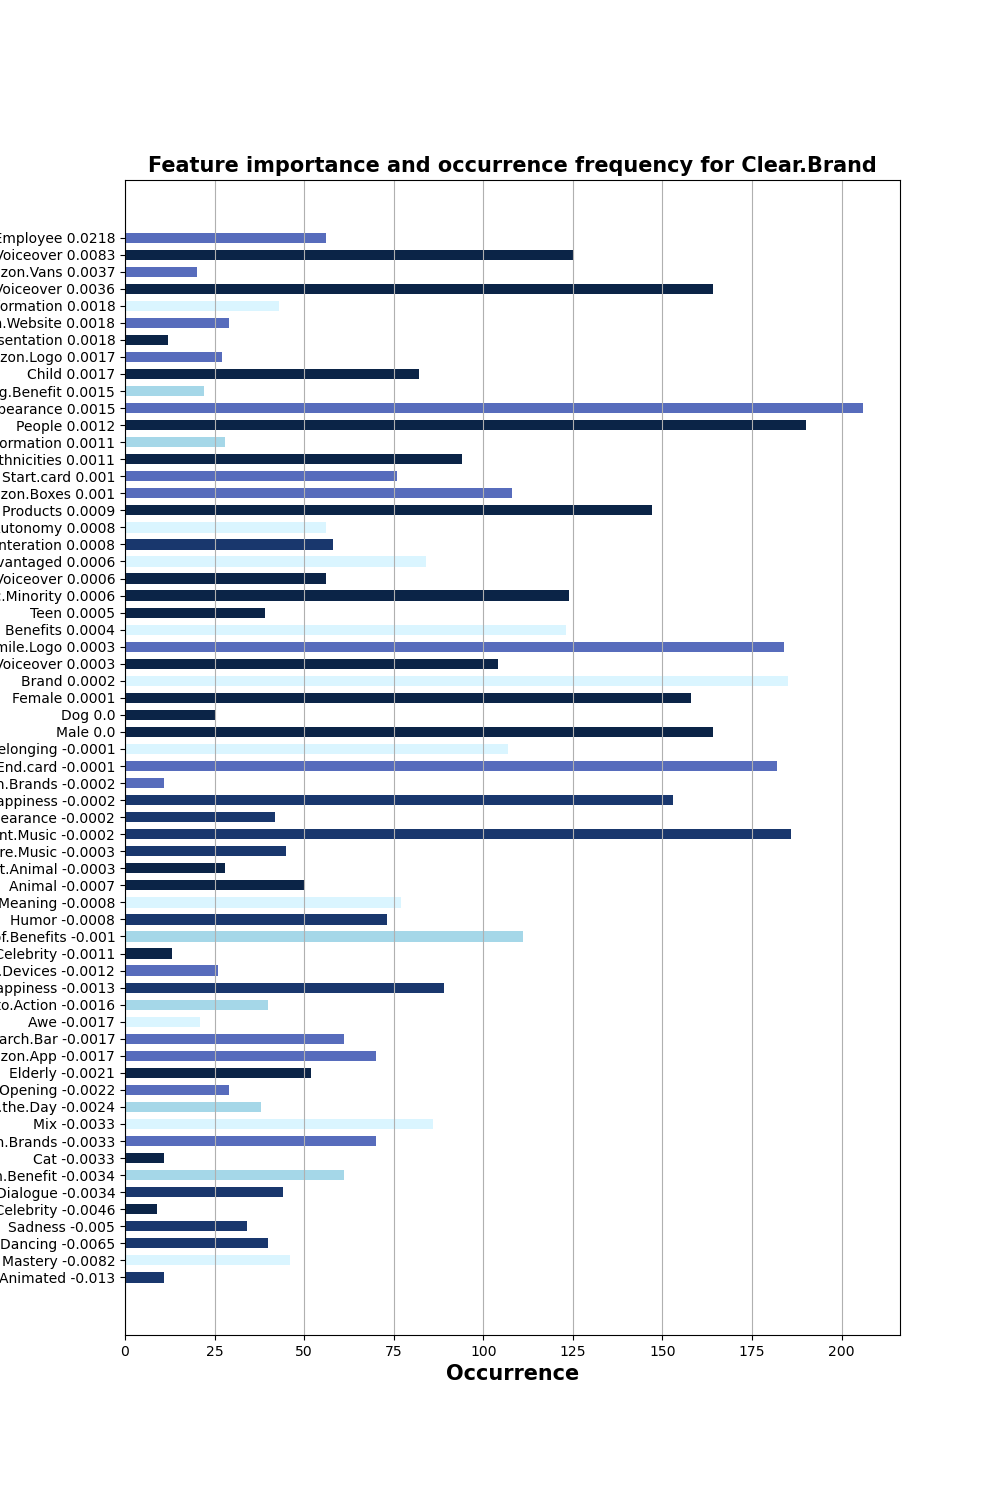 Feature importance and occurrence frequency for Clear.Brand
Employee 0.0218
Voiceover 0.0083
zon.Vans 0.0037
Voiceover 0.0036
ormation 0.0018
.Website 0.0018
sentation 0.0018
zon.Logo 0.0017
Child 0.0017
g.Benefit 0.0015
pearance 0.0015
People 0.0012
ormation 0.0011
thnicities 0.0011
Start.card 0.001
zon.Boxes 0.001
Products 0.0009
utonomy 0.0008
nteration 0.0008
vantaged 0.0006
Voiceover 0.0006
.Minority 0.0006
Teen 0.0005
Benefits 0.0004
mile.Logo 0.0003
Voiceover 0.0003
Brand 0.0002
Female 0.0001
Dog 0.0
Male 0.0
elonging -0.0001
End.card -0.0001
n.Brands -0.0002
appiness -0.0002
earance -0.0002
nt.Music -0.0002
re.Music -0.0003
t.Animal -0.0003
Animal -0.0007
Meaning -0.0008
Humor -0.0008
of.Benefits -0.001
Celebrity -0.0011
.Devices -0.0012
appiness -0.0013
to.Action -0.0016
Awe -0.0017
arch.Bar -0.0017
zon.App -0.0017
Elderly -0.0021
Opening -0.0022
.the.Day -0.0024
Mix -0.0033
n.Brands -0.0033
Cat -0.0033
n.Benefit -0.0034
Dialogue -0.0034
Celebrity -0.0046
Sadness -0.005
Dancing -0.0065
Mastery -0.0082
Animated -0.013
0 25 50 75 100 125 150 175 200
Occurrence